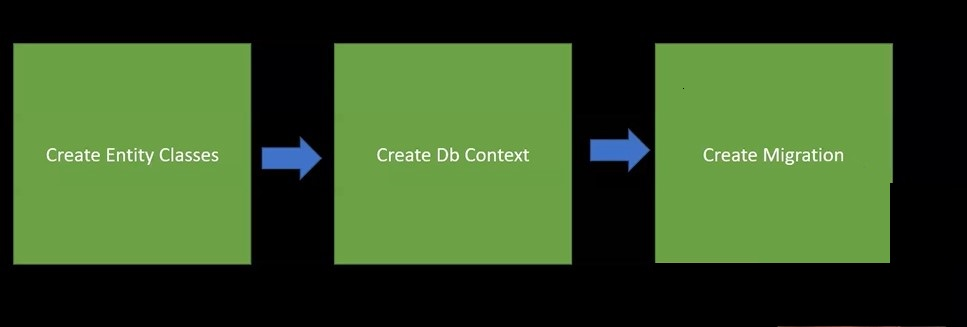 Create Entity Classes
Create Db Context
Create Migration